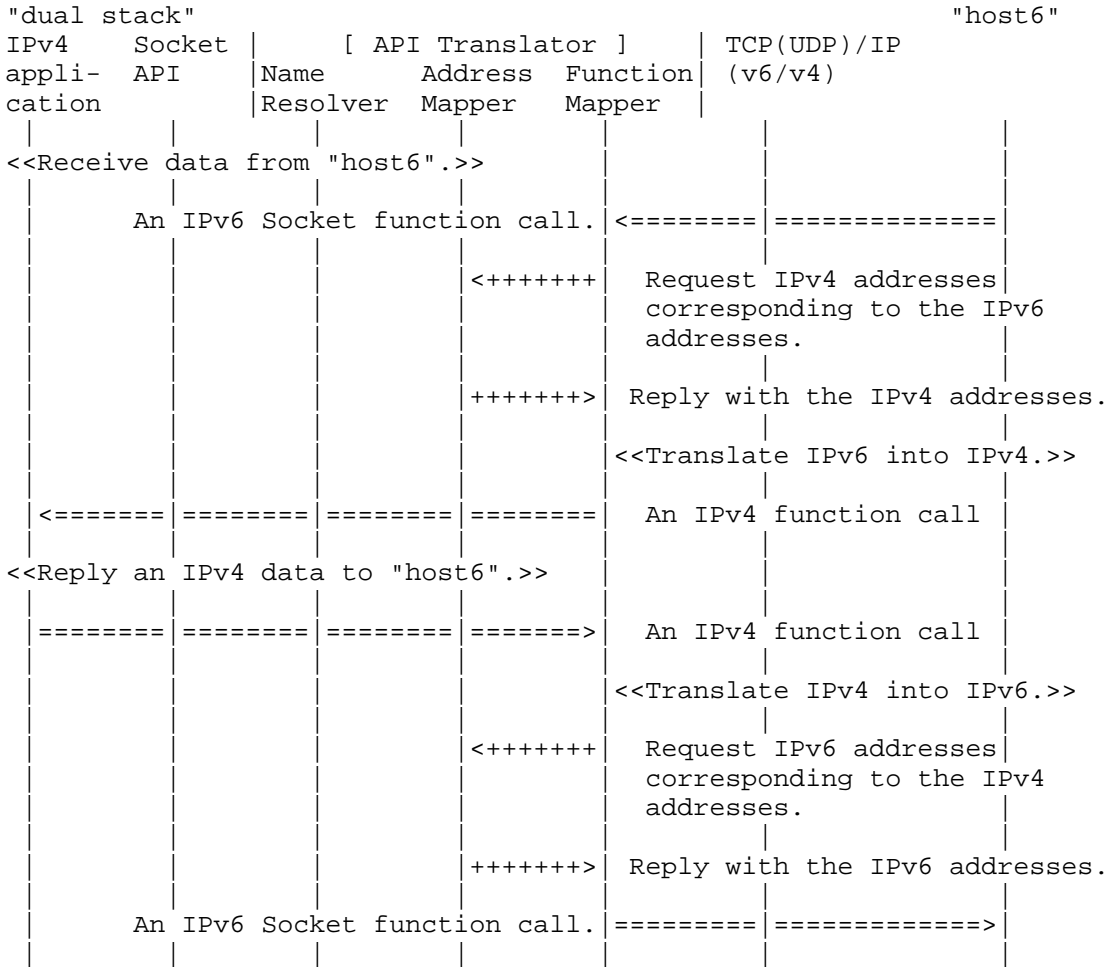 "dual stack" "host6"
IPv4 Socket | [ API Translator ] | TCP(UDP)/IP
appli- API |Name Address Function| (v6/v4)
cation |Resolver Mapper Mapper |
<<Receive data from "host6".>>
An IPv6 Socket function call.|<========|==============|
<+++++++| Request IPv4 addresses|
corresponding to the IPv6
addresses.
|+++++++>| Reply with the IPv4 addresses.
|<<Translate IPv6 into IPv4.>>
|<=======|========|========|========| An IPv4 function call |
<<Reply an IPv4 data to "host6".>>
|========|========|========|=======>| An IPv4 function call |
|<<Translate IPv4 into IPv6.>>
|<+++++++| Request IPv6 addresses|
corresponding to the IPv4
addresses.
|+++++++>| Reply with the IPv6 addresses.
An IPv6 Socket function call.|=========|=============>|